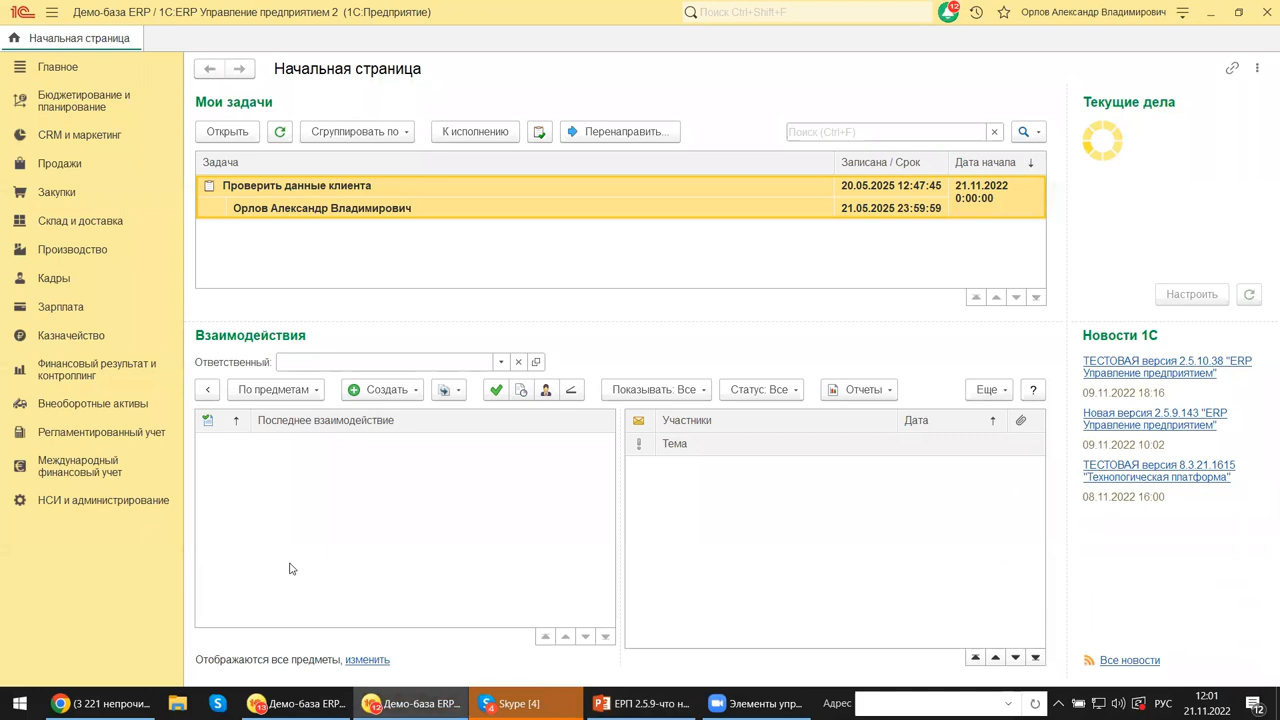 Демо-база ERP / 1С:ERP Управление предприятием 2 (1С:Предприятие)
Поиск Ctrl+Shift+F
12
Орлов Александр Владимирович
Начальная страница
Главное
Бюджетирование и
планирование
CRM и маркетинг
Продажи
Закупки
Склад и доставка
Производство
Кадры
Зарплата
Казначейство
Финансовый результат и
контроллинг
Внеоборотные активы
Регламентированный учет
Международный
финансовый учет
НСИ и администрирование
Начальная страница
Мои задачи
Открыть
Сгруппировать по
К исполнению
Перенаправить...
Поиск (Ctrl+F)
Задача
Записана / Срок
Дата начала
Проверить данные клиента
20.05.2025 12:47:45
21.11.2022
0:00:00
Орлов Александр Владимирович
21.05.2025 23:59:59
Взаимодействия
Ответственный:
По предметам
Создать
Показывать: Все
Статус: Все
Отчеты
Еще
?
Последнее взаимодействие
Участники
Дата
Тема
Отображаются все предметы, изменить
Текущие дела
Настроить
Новости 1С
ТЕСТОВАЯ версия 2.5.10.38 "ERP
Управление предприятием"
09.11.2022 18:16
Новая версия 2.5.9.143 "ERP
Управление предприятием"
09.11.2022 10:02
ТЕСТОВАЯ версия 8.3.21.1615
"Технологическая платформа"
08.11.2022 16:00
Все новости
(3 221 непрочи...
13
Демо-база ERP...
12
Демо-база ERP...
4
Skype [4]
ЕРП 2.5.9-что н...
Элементы упр...
Адрес
РУС
12:01
21.11.2022
12